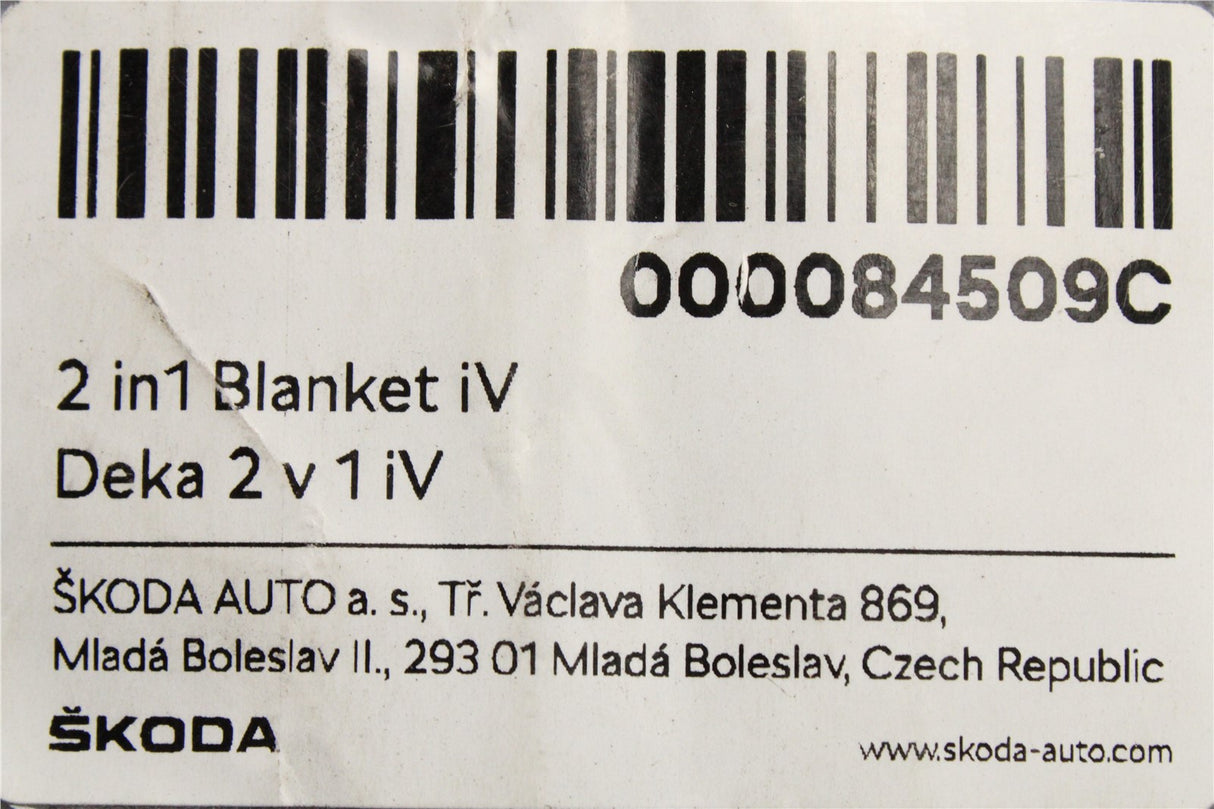 000084509C
2 in1 Blanket iV
Deka 2 v 1 iV
ŠKODA AUTO a. s., Tř. Václava Klementa 869,
Mladá Boleslav II., 293 01 Mladá Boleslav, Czech Republic
ŠKODA
www.skoda-auto.com